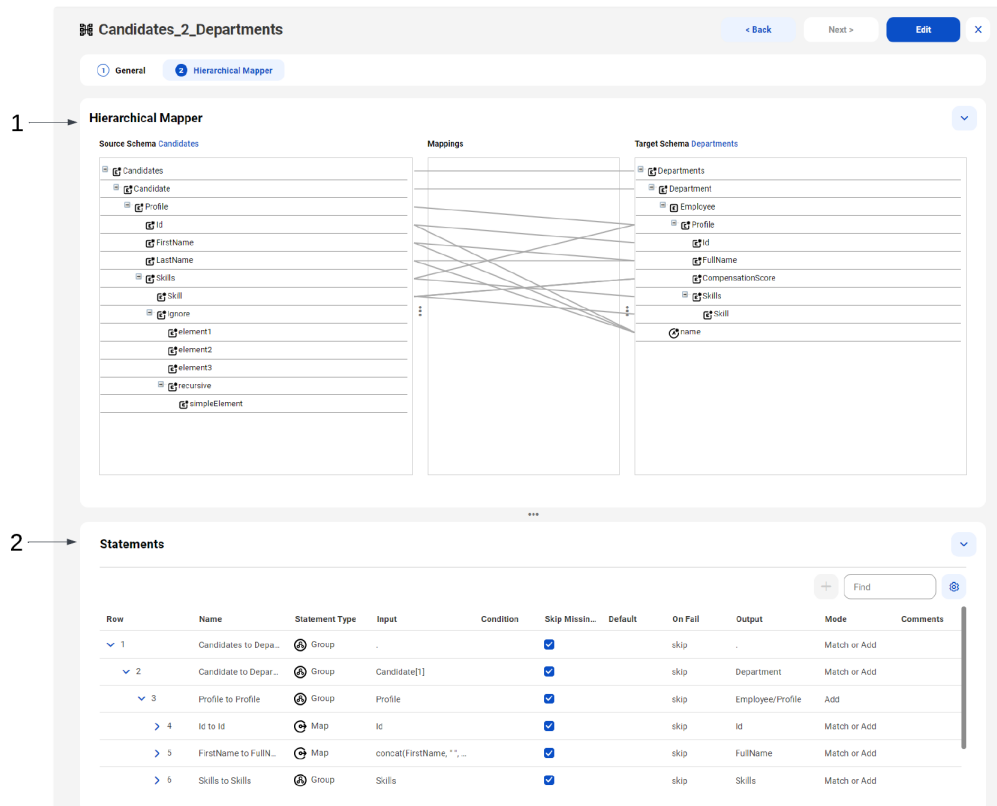 Candidates_2_Departments
< Back
Next >
Edit
X
1 General
2 Hierarchical Mapper
1
Hierarchical Mapper
Source Schema Candidates
Mappings
Target Schema Departments
Candidates
Departments
Candidate
Department
Profile
Employee
Id
Profile
FirstName
Id
LastName
FullName
Skills
CompensationScore
Skill
Skills
Ignore
Skill
element1
name
element2
element3
recursive
simpleElement
2
Statements
+ Find
Row Name Statement Type Input Condition Skip Missin... Default On Fail Output Mode Comments
1 Candidates to Depa... Group . skip . Match or Add
2 Candidate to Depar... Group Candidate[1] skip Department Match or Add
3 Profile to Profile Group Profile skip Employee/Profile Add
4 Id to Id Map Id skip Id Match or Add
5 FirstName to FullN... Map concat(FirstName, " ", ... skip FullName Match or Add
6 Skills to Skills Group Skills skip Skills Match or Add